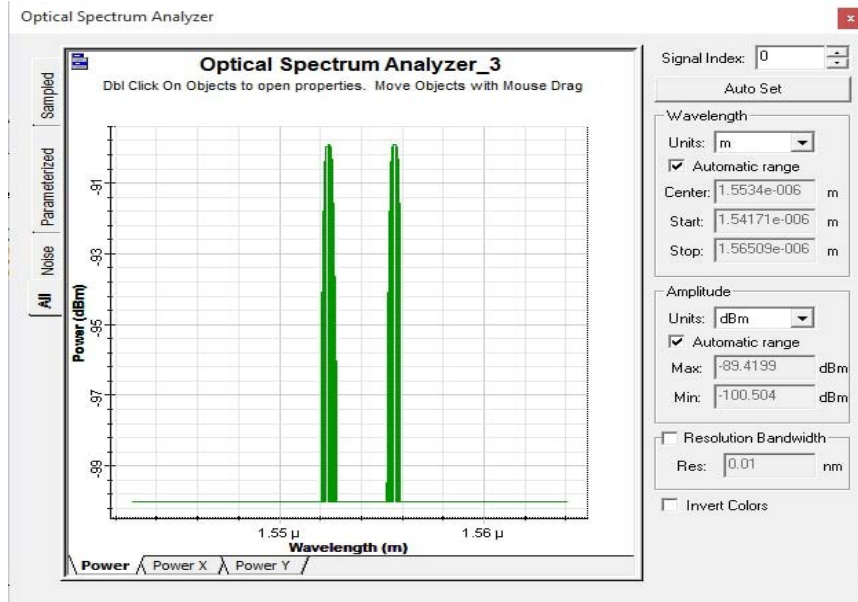 Optical Spectrum Analyzer
x
Sampled
Parameterized
Noise
All
Optical Spectrum Analyzer_3
Dbl Click On Objects to open properties. Move Objects with Mouse Drag
Power (dBm)
-91
-93
-95
-97
-99
1.55 µ
1.56 µ
Wavelength (m)
Power
Power X
Power Y
Signal Index: 0
Auto Set
Wavelength
Units: m
Automatic range
Center: 1.5534e-006 m
Start: 1.54171e-006 m
Stop: 1.56509e-006 m
Amplitude
Units: dBm
Automatic range
Max: -89.4199 dBm
Min: -100.504 dBm
Resolution Bandwidth
Res: 0.01 nm
Invert Colors